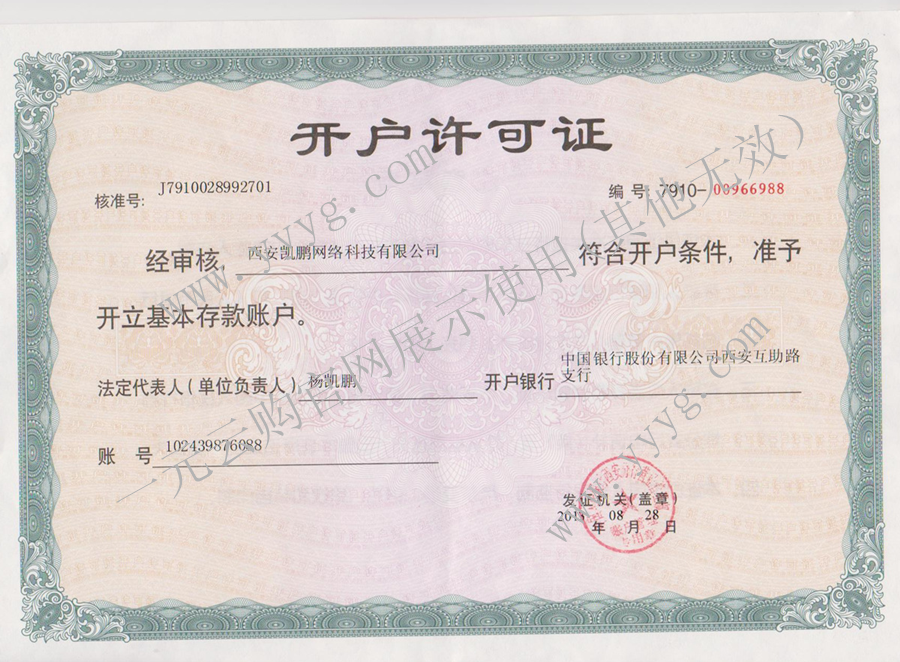 开户许可证
核准号: J7910028992701
编号: 7910-00966988
经审核, 西安凯鹏网络科技有限公司 符合开户条件, 准予
开立基本存款账户。
法定代表人(单位负责人) 杨凯鹏 开户银行 中国银行股份有限公司西安互助路
支行
账 号 102439876088
发证机关(盖章)
2013 年 08 月 28 日
www.yyyg.com
一元云购官网展示使用(其他无效)
www.yyyg.com